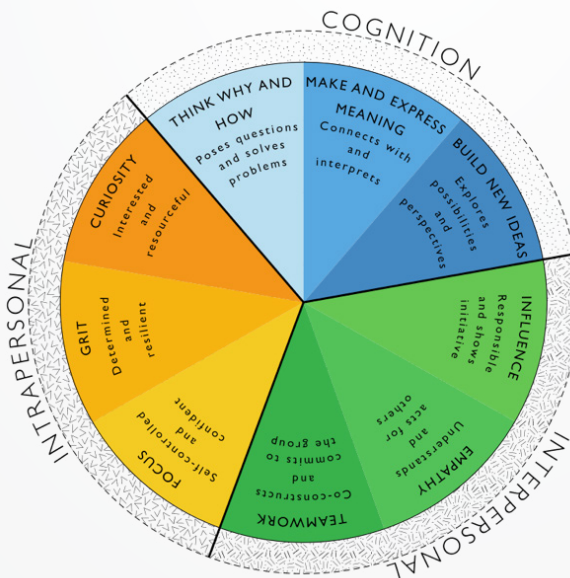 COGNITION
THINK WHY AND
HOW
Poses questions
and solves
problems
MAKE AND EXPRESS
MEANING
Connects with
and
interprets
BUILD NEW IDEAS
Explores
possibilities
and
perspectives
INTERPERSONAL
INFLUENCE
Responsible
and shows
initiative
EMPATHY
Understands
and
acts for
others
TEAMWORK
Co-constructs
and
commits to
the group
INTRAPERSONAL
FOCUS
Self-controlled
and
confident
GRIT
Determined
and
resilient
CURIOSITY
Interested
and
resourceful